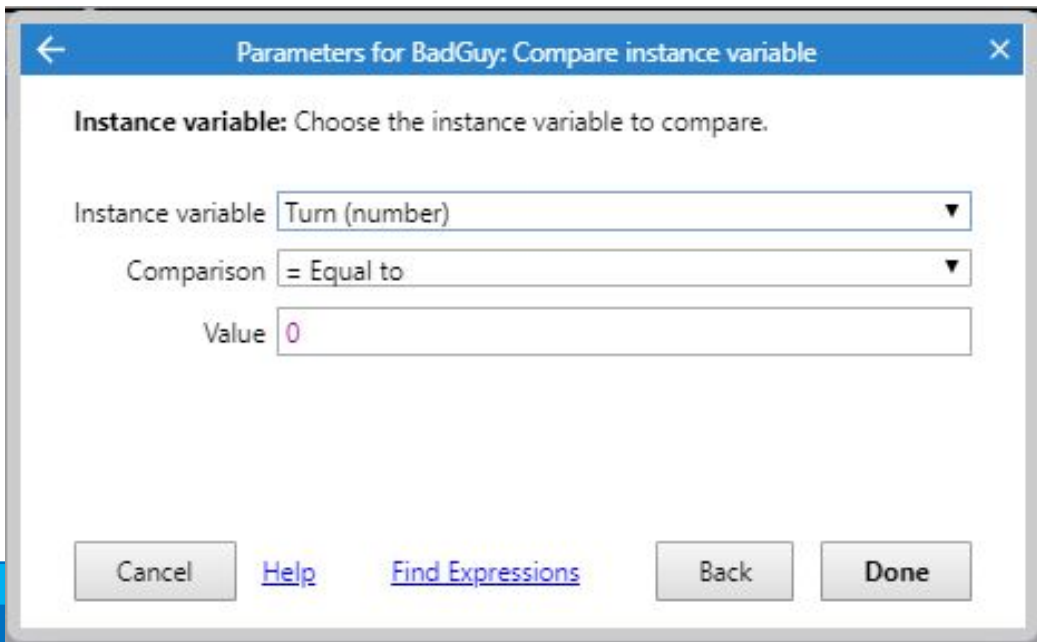 Parameters for BadGuy: Compare instance variable
Instance variable: Choose the instance variable to compare.
Instance variable Turn (number)
Comparison = Equal to
Value 0
Cancel Help Find Expressions Back Done